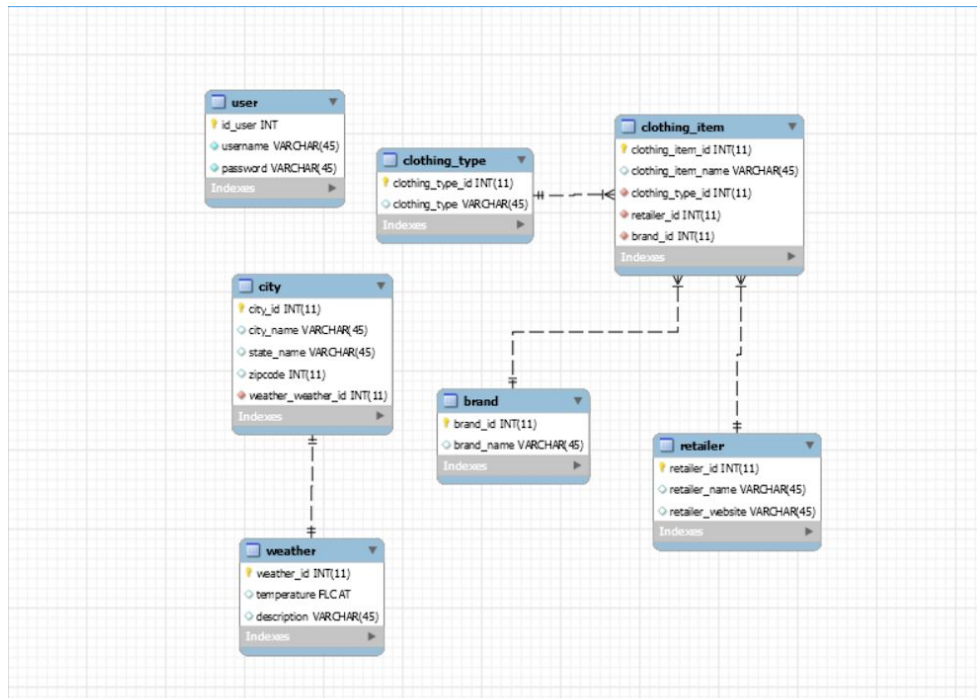 user
id_user INT
username VARCHAR(45)
password VARCHAR(45)
Indexes
clothing_type
clothing_type_id INT(11)
clothing_type VARCHAR(45)
Indexes
clothing_item
clothing_item_id INT(11)
clothing_item_name VARCHAR(45)
clothing_type_id INT(11)
retailer_id INT(11)
brand_id INT(11)
Indexes
city
city_id INT(11)
city_name VARCHAR(45)
state_name VARCHAR(45)
zipcode INT(11)
weather_weather_id INT(11)
Indexes
brand
brand_id INT(11)
brand_name VARCHAR(45)
Indexes
retailer
retailer_id INT(11)
retailer_name VARCHAR(45)
retailer_website VARCHAR(45)
Indexes
weather
weather_id INT(11)
temperature FLOAT
description VARCHAR(45)
Indexes